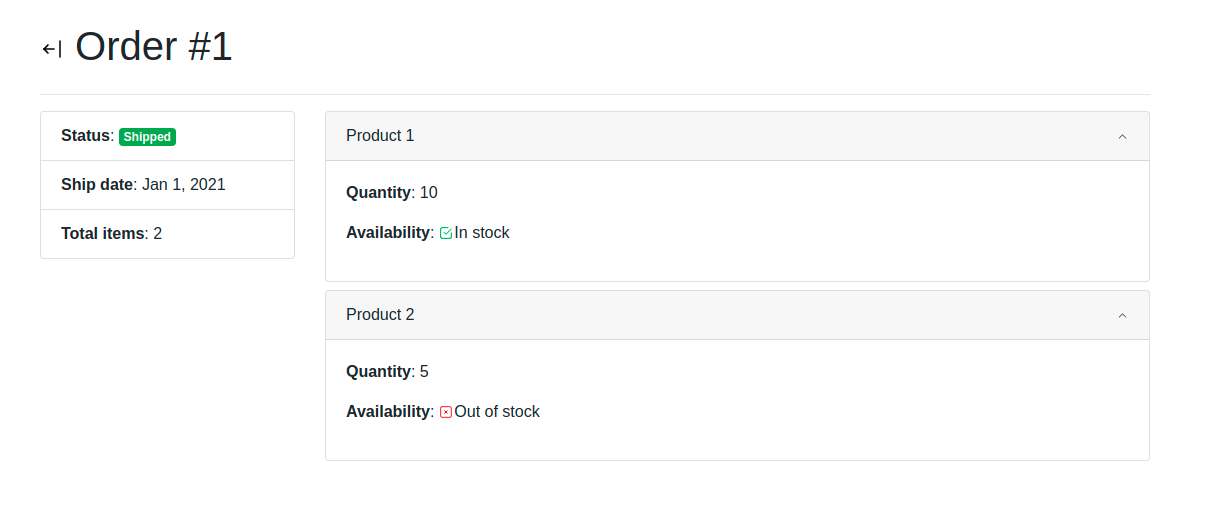 Order #1
Status: Shipped
Ship date: Jan 1, 2021
Total items: 2
Product 1
Quantity: 10
Availability: In stock
Product 2
Quantity: 5
Availability: Out of stock